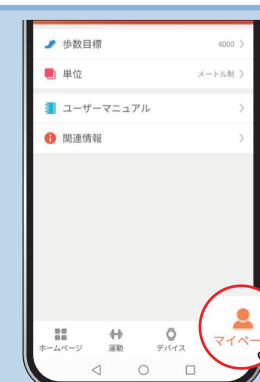 歩数目標 4000 >
単位 メートル制 >
ユーザーマニュアル >
関連情報 >
ホームページ 運動 デバイス マイペー